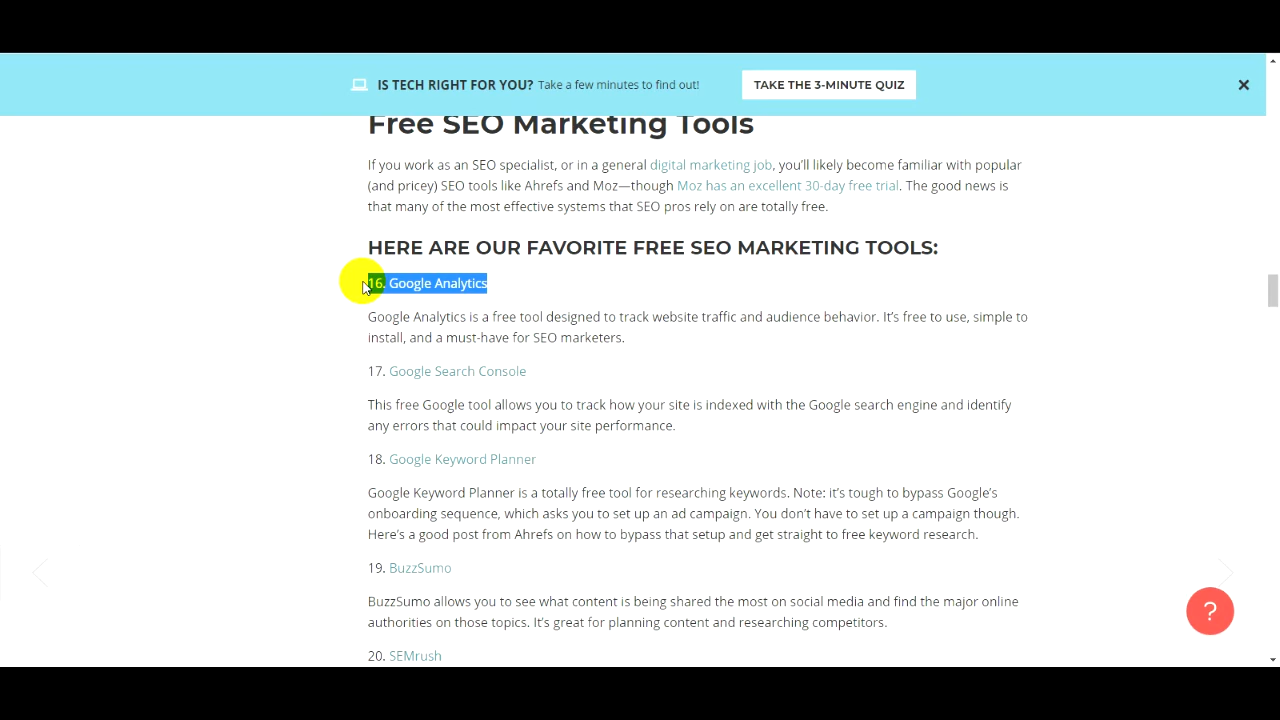 IS TECH RIGHT FOR YOU? Take a few minutes to find out! TAKE THE 3-MINUTE QUIZ
Free SEO Marketing Tools
If you work as an SEO specialist, or in a general digital marketing job, you’ll likely become familiar with popular
(and pricey) SEO tools like Ahrefs and Moz—though Moz has an excellent 30-day free trial. The good news is
that many of the most effective systems that SEO pros rely on are totally free.
HERE ARE OUR FAVORITE FREE SEO MARKETING TOOLS:
16. Google Analytics
Google Analytics is a free tool designed to track website traffic and audience behavior. It’s free to use, simple to
install, and a must-have for SEO marketers.
17. Google Search Console
This free Google tool allows you to track how your site is indexed with the Google search engine and identify
any errors that could impact your site performance.
18. Google Keyword Planner
Google Keyword Planner is a totally free tool for researching keywords. Note: it’s tough to bypass Google’s
onboarding sequence, which asks you to set up an ad campaign. You don’t have to set up a campaign though.
Here’s a good post from Ahrefs on how to bypass that setup and get straight to free keyword research.
19. BuzzSumo
BuzzSumo allows you to see what content is being shared the most on social media and find the major online
authorities on those topics. It’s great for planning content and researching competitors.
?
20. SEMrush